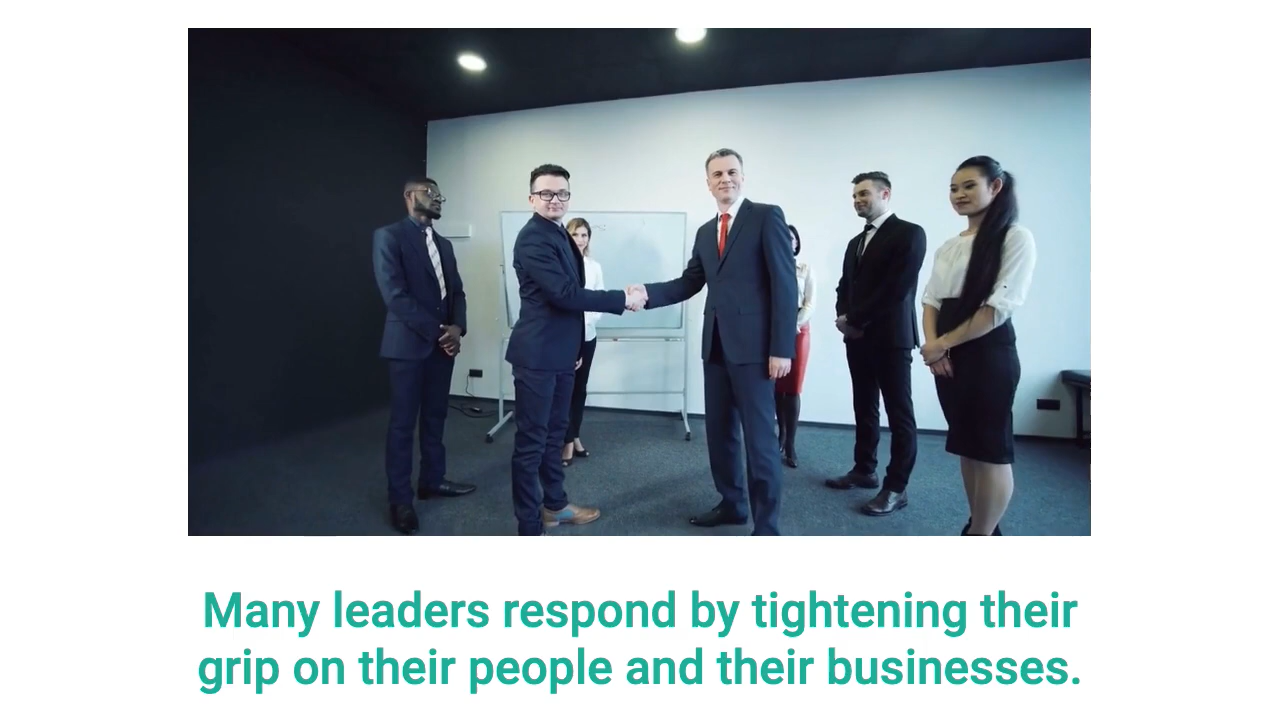 Many leaders respond by tightening their
grip on their people and their businesses.